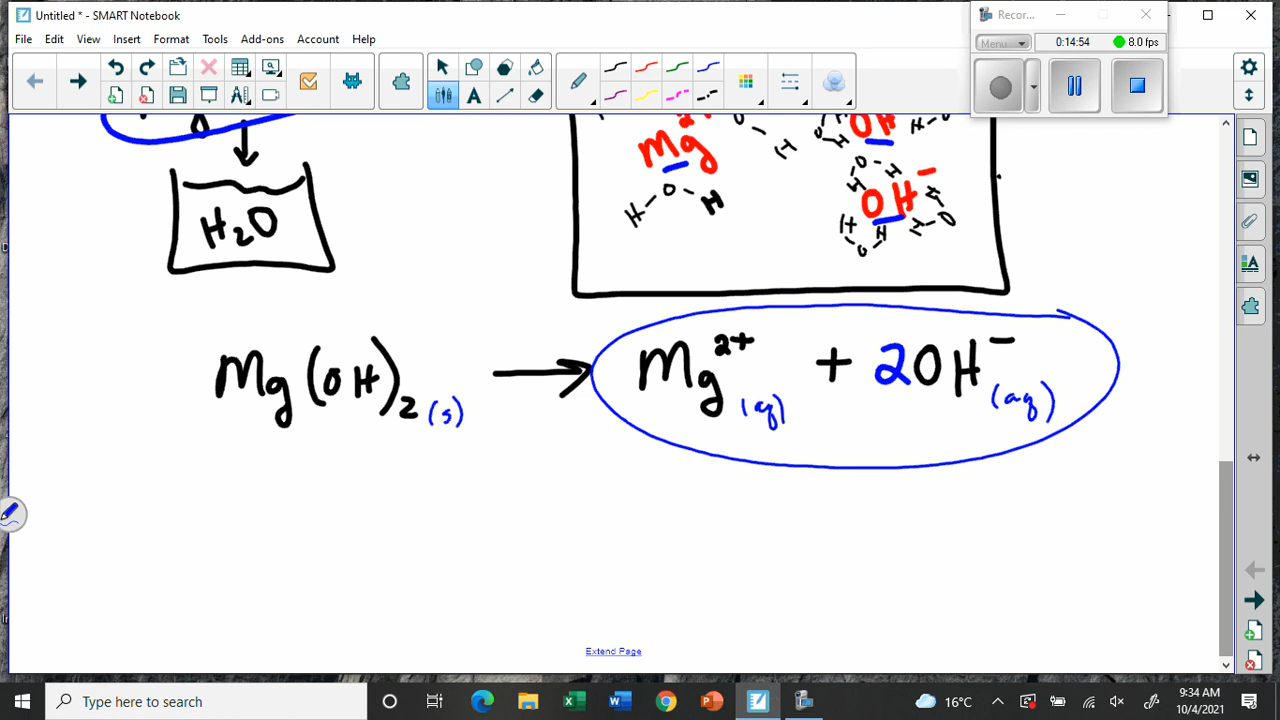 Untitled * - SMART Notebook
File Edit View Insert Format Tools Add-ons Account Help
Recor...
Menu
0:14:54
8.0 fps
H₂O
Mg 2+
OH
OH⁻
H O H
Mg(OH)₂(s) → Mg²⁺(aq) + 2OH⁻(aq)
Extend Page
Type here to search
16°C
9:34 AM
10/4/2021